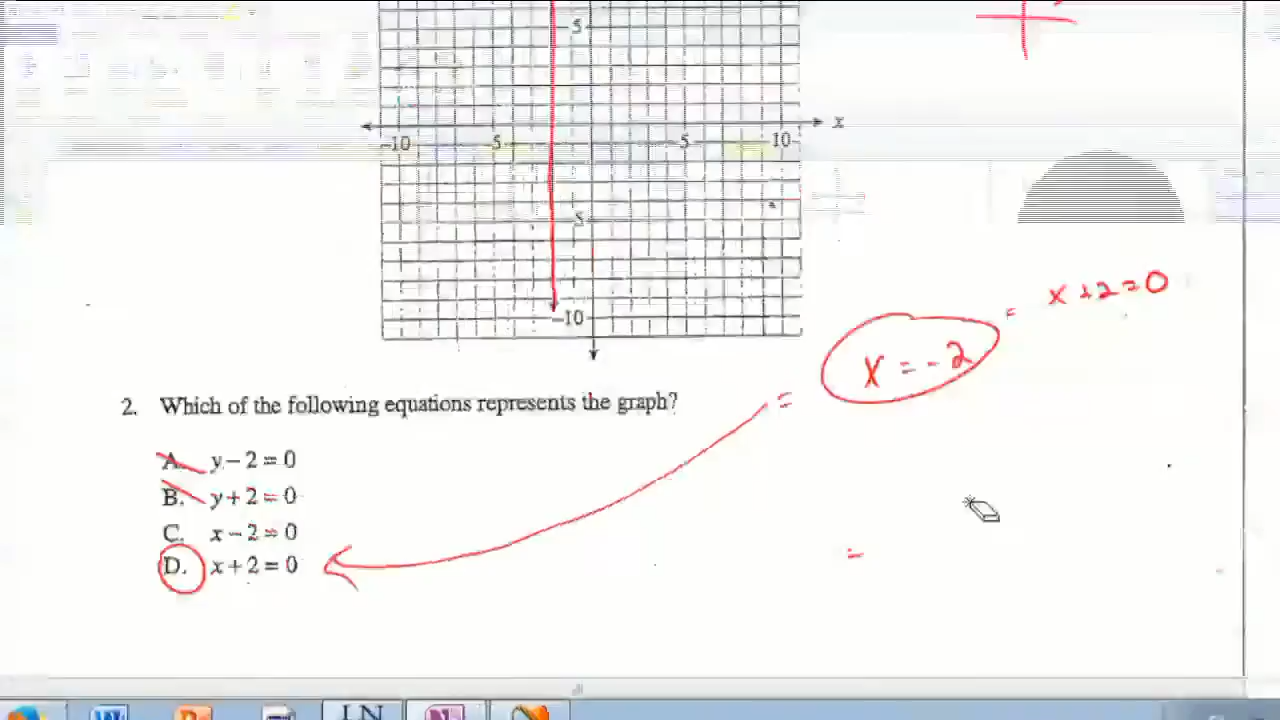 -5
x
-10
-5
5
10
-5
-10
x+2=0
=
x = -2
=
2. Which of the following equations represents the graph?
A. y-2=0
B. y+2=0
C. x-2=0
D. x+2=0
=